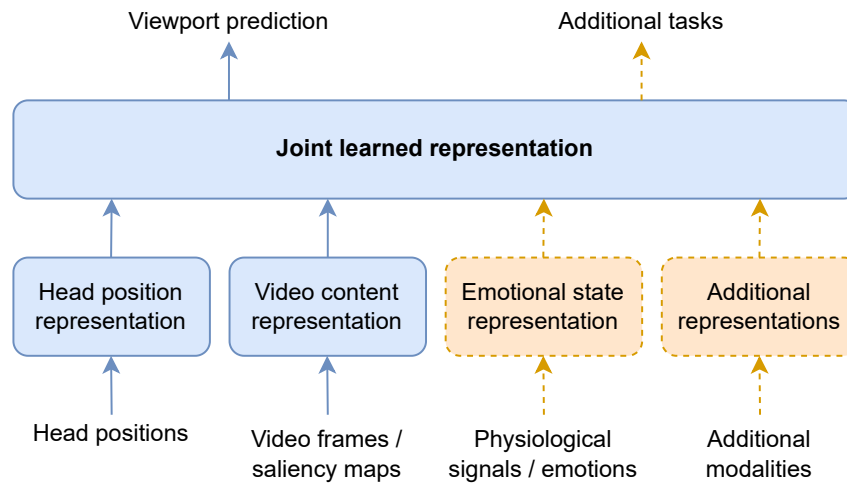 Viewport prediction
Additional tasks
Joint learned representation
Head position
representation
Video content
representation
Emotional state
representation
Additional
representations
Head positions
Video frames /
saliency maps
Physiological
signals / emotions
Additional
modalities